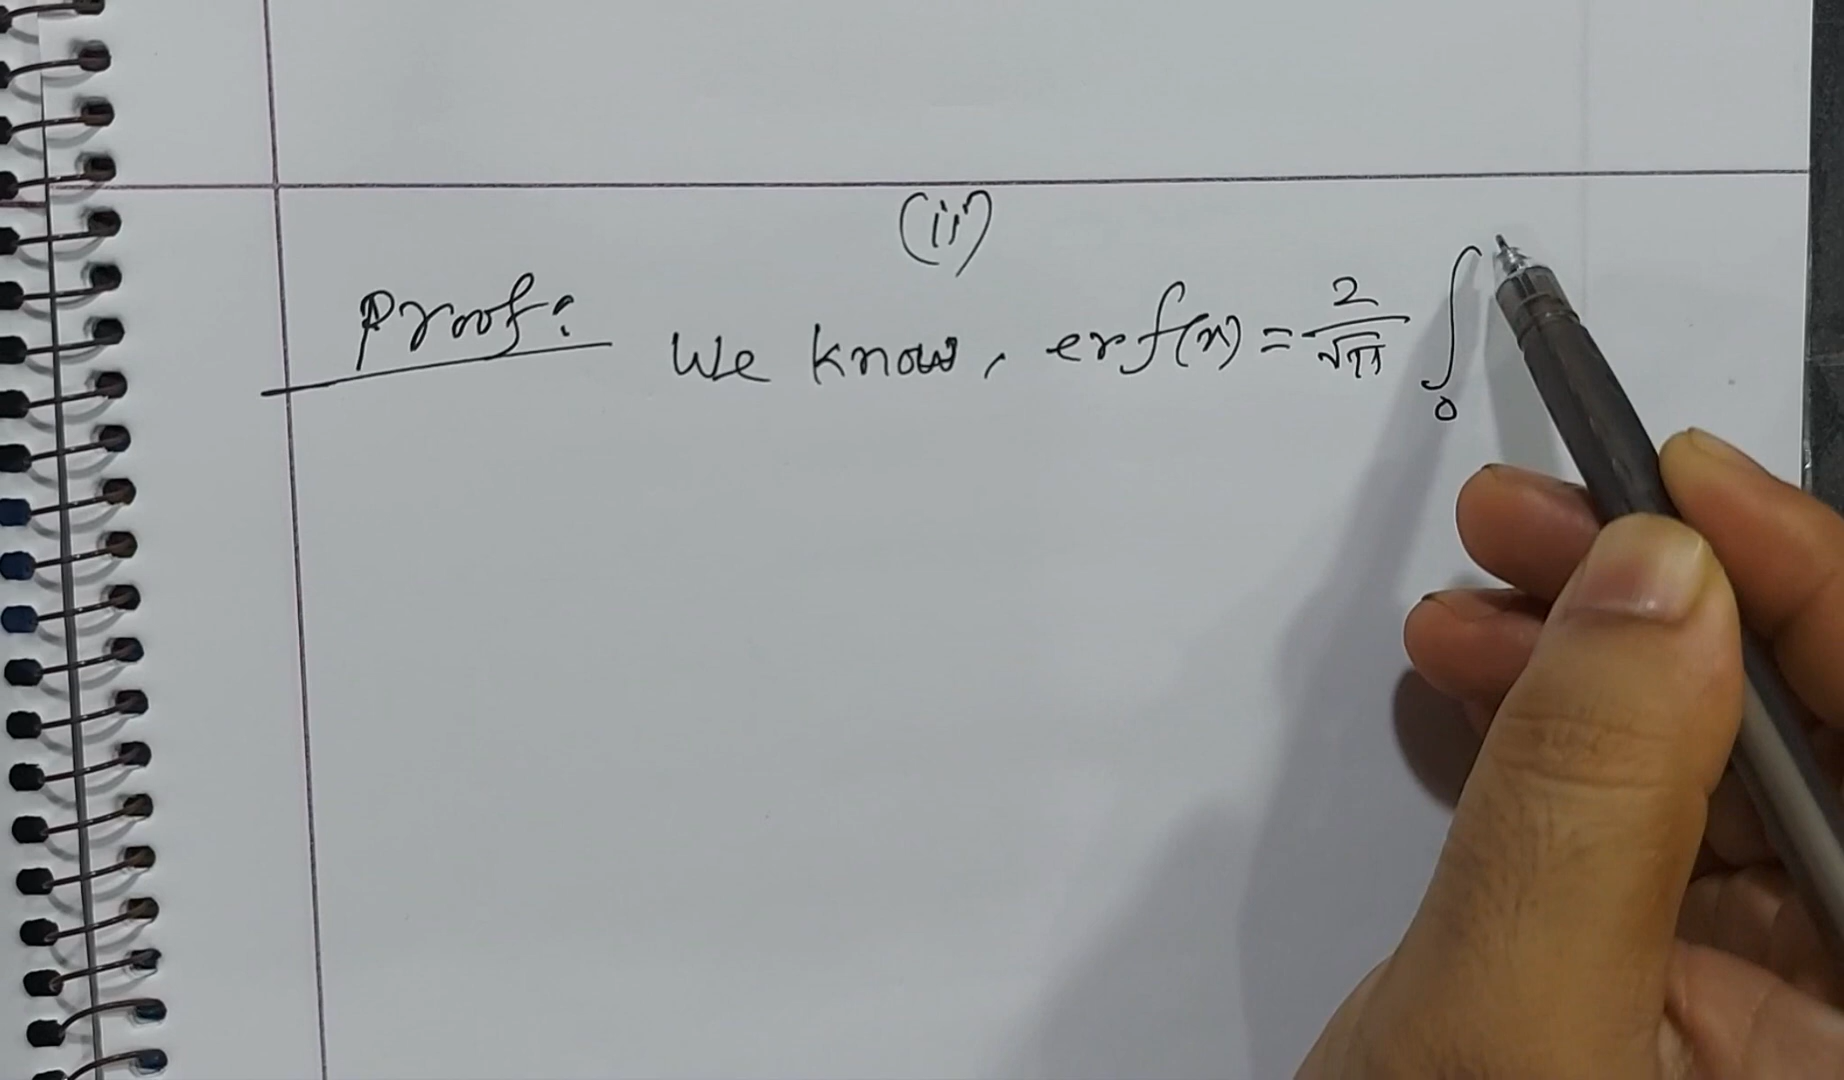 (ii)
Proof: We know, erf(x) = 2/√π ∫₀